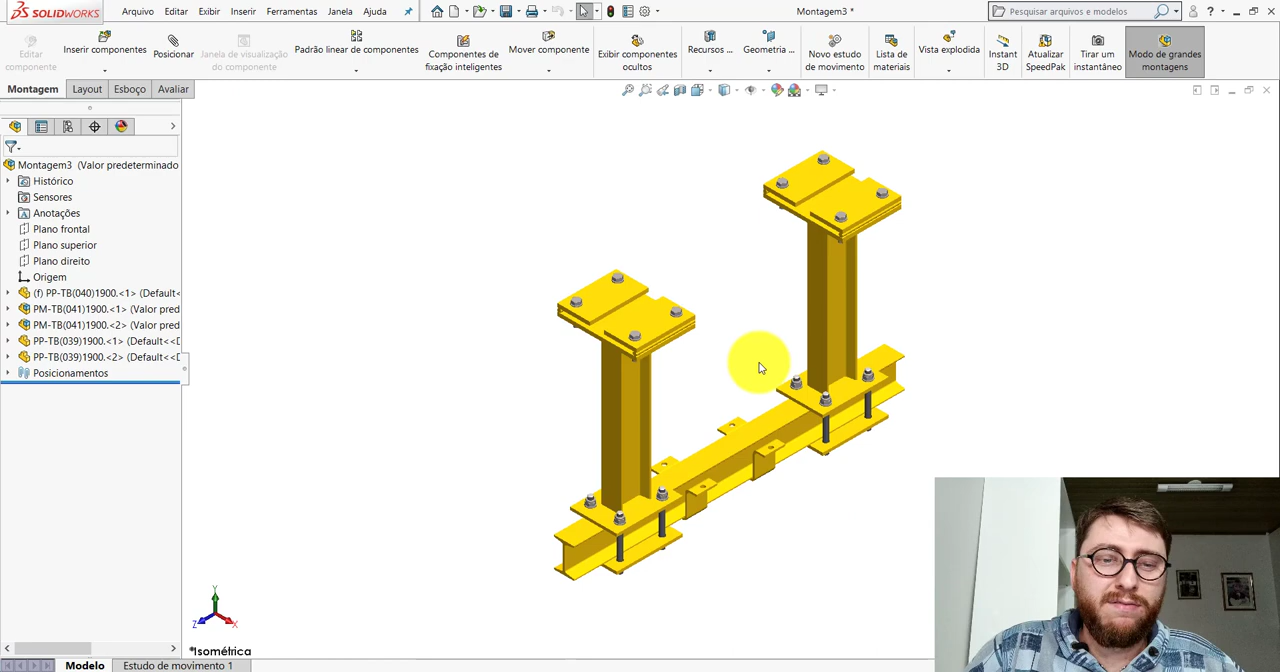 SOLIDWORKS
Arquivo Editar Exibir Inserir Ferramentas Janela Ajuda
Montagem3 *
Pesquisar arquivos e modelos
?
Editar
componente
Inserir componentes
Posicionar
Janela de visualização
do componente
Padrão linear de componentes
Componentes de
fixação inteligentes
Mover componente
Exibir componentes
ocultos
Recursos ...
Geometria ...
Novo estudo
de movimento
Lista de
materiais
Vista explodida
Instant
3D
Atualizar
SpeedPak
Tirar um
instantâneo
Modo de grandes
montagens
Montagem Layout Esboço Avaliar
Montagem3 (Valor predeterminado
Histórico
Sensores
Anotações
Plano frontal
Plano superior
Plano direito
Origem
(f) PP-TB(040)1900.<1> (Default<
PM-TB(041)1900.<1> (Valor pred
PM-TB(041)1900.<2> (Valor pred
PP-TB(039)1900.<1> (Default<<D
PP-TB(039)1900.<2> (Default<<D
Posicionamentos
Y
Z
X
*Isométrica
Modelo Estudo de movimento 1